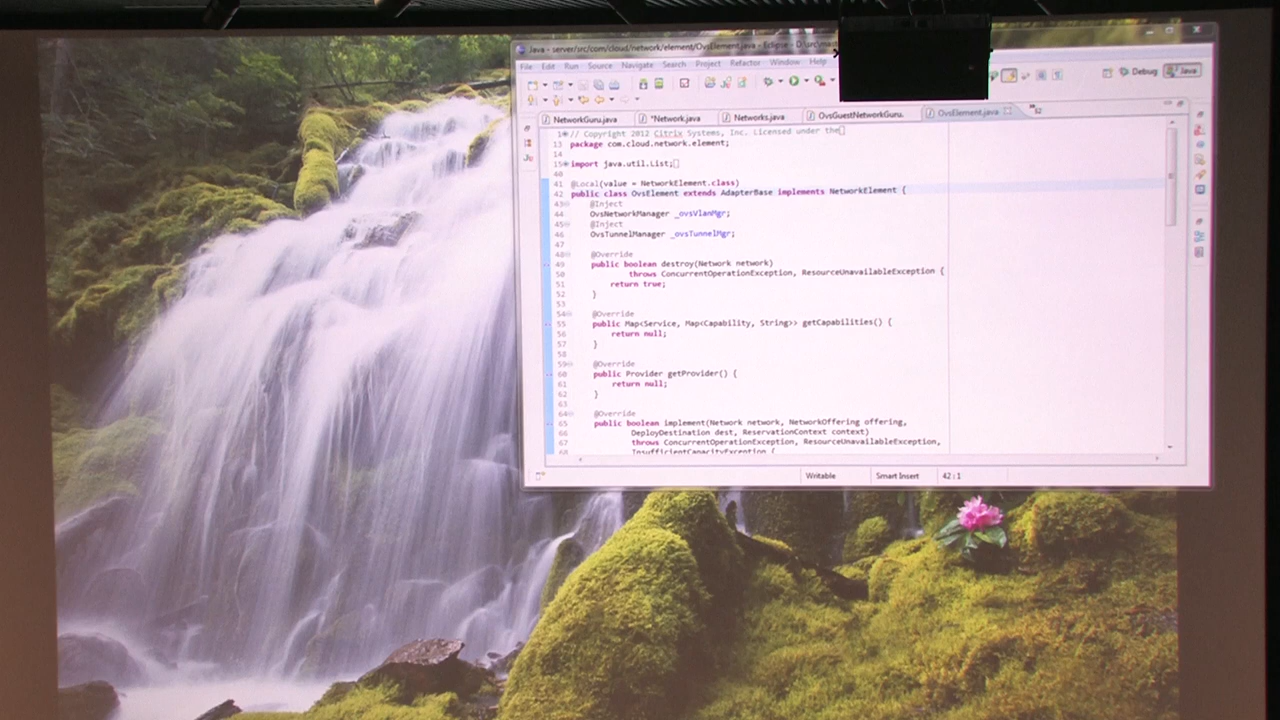 Java - server/src/com/cloud/network/element/OvsElement.java - Eclipse - D:\src\
File Edit Run Source Navigate Search Project Refactor Window Help
Debug Java
NetworkGuru.java *Network.java Networks.java OvsGuestNetworkGuru. OvsElement.java
1 // Copyright 2012 Citrix Systems, Inc. Licensed under the
13 package com.cloud.network.element;
14
15 import java.util.List;
40
41 @Local(value = NetworkElement.class)
42 public class OvsElement extends AdapterBase implements NetworkElement {
43 @Inject
44 OvsNetworkManager _ovsVlanMgr;
45 @Inject
46 OvsTunnelManager _ovsTunnelMgr;
47
48 @Override
49 public boolean destroy(Network network)
50 throws ConcurrentOperationException, ResourceUnavailableException {
51 return true;
52 }
53
54 @Override
55 public Map<Service, Map<Capability, String>> getCapabilities() {
56 return null;
57 }
58
59 @Override
60 public Provider getProvider() {
61 return null;
62 }
63
64 @Override
65 public boolean implement(Network network, NetworkOffering offering,
66 DeployDestination dest, ReservationContext context)
67 throws ConcurrentOperationException, ResourceUnavailableException,
68 InsufficientCapacityException {
Writable Smart Insert 42 : 1